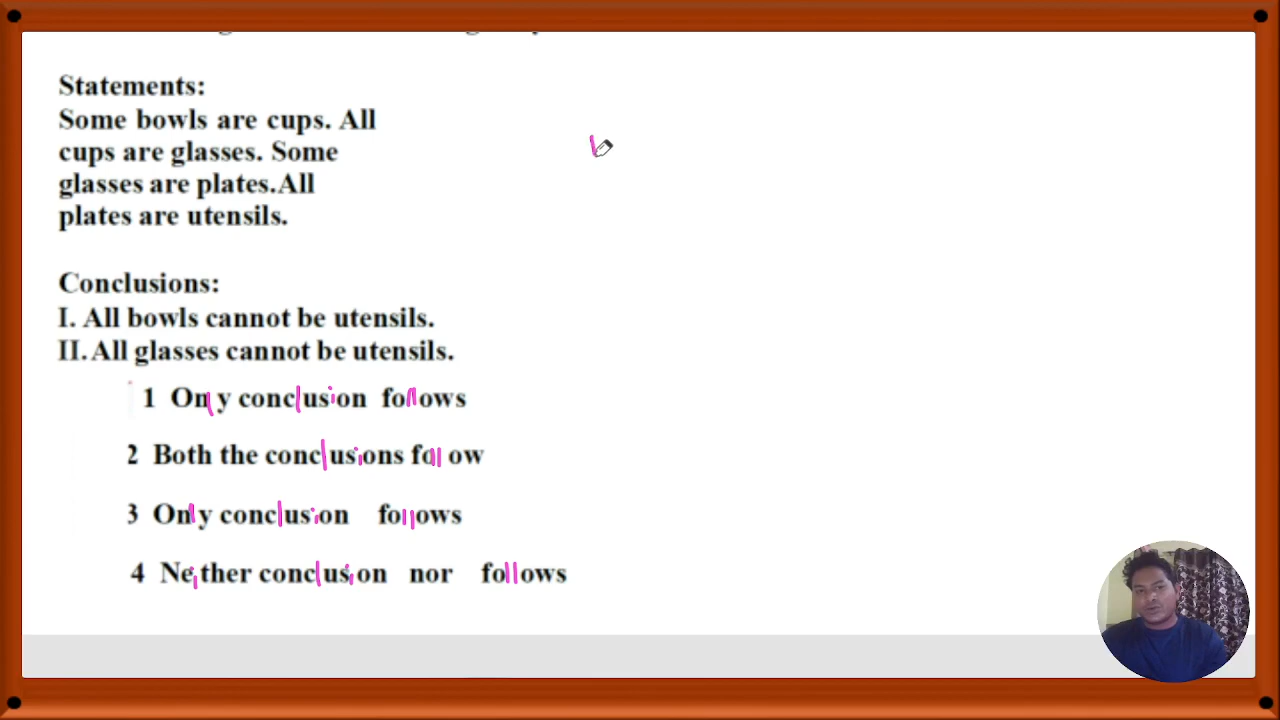 Statements:
Some bowls are cups. All
cups are glasses. Some
glasses are plates.All
plates are utensils.
Conclusions:
I. All bowls cannot be utensils.
II. All glasses cannot be utensils.
1 Only conclusion follows
2 Both the conclusions follow
3 Only conclusion follows
4 Neither conclusion nor follows